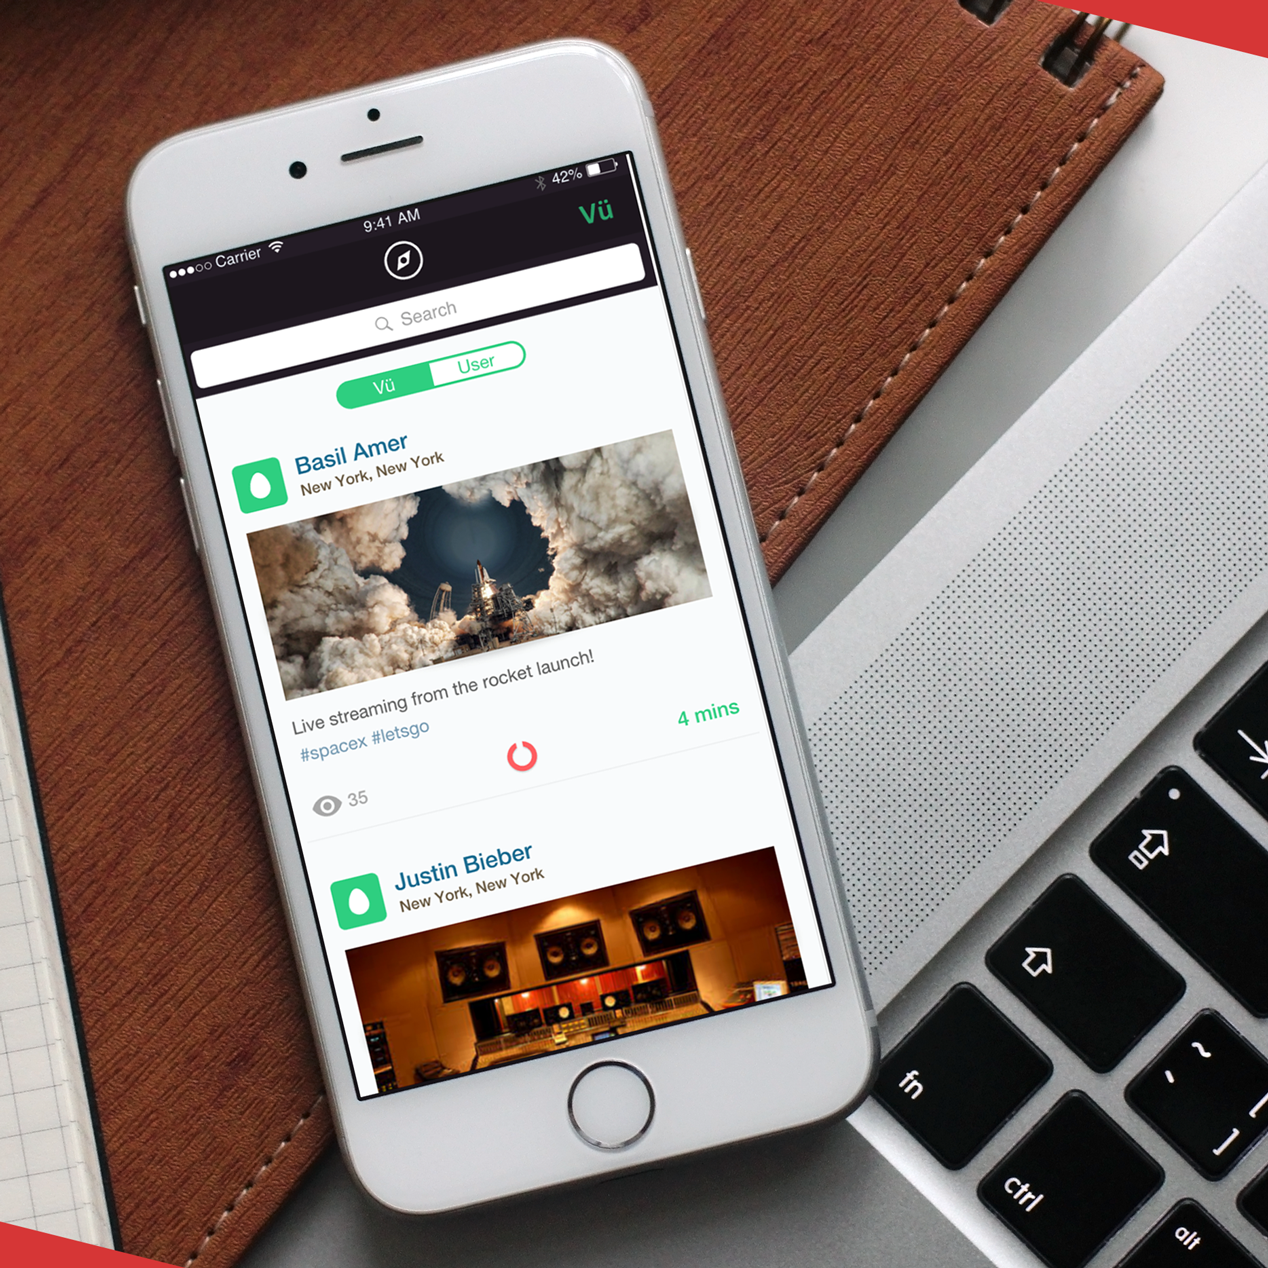 Carrier 9:41 AM 42%
Vü
Search
Vü User
Basil Amer
New York, New York
Live streaming from the rocket launch!
#spacex #letsgo
4 mins
35
Justin Bieber
New York, New York
fn
ctrl
alt
~
]